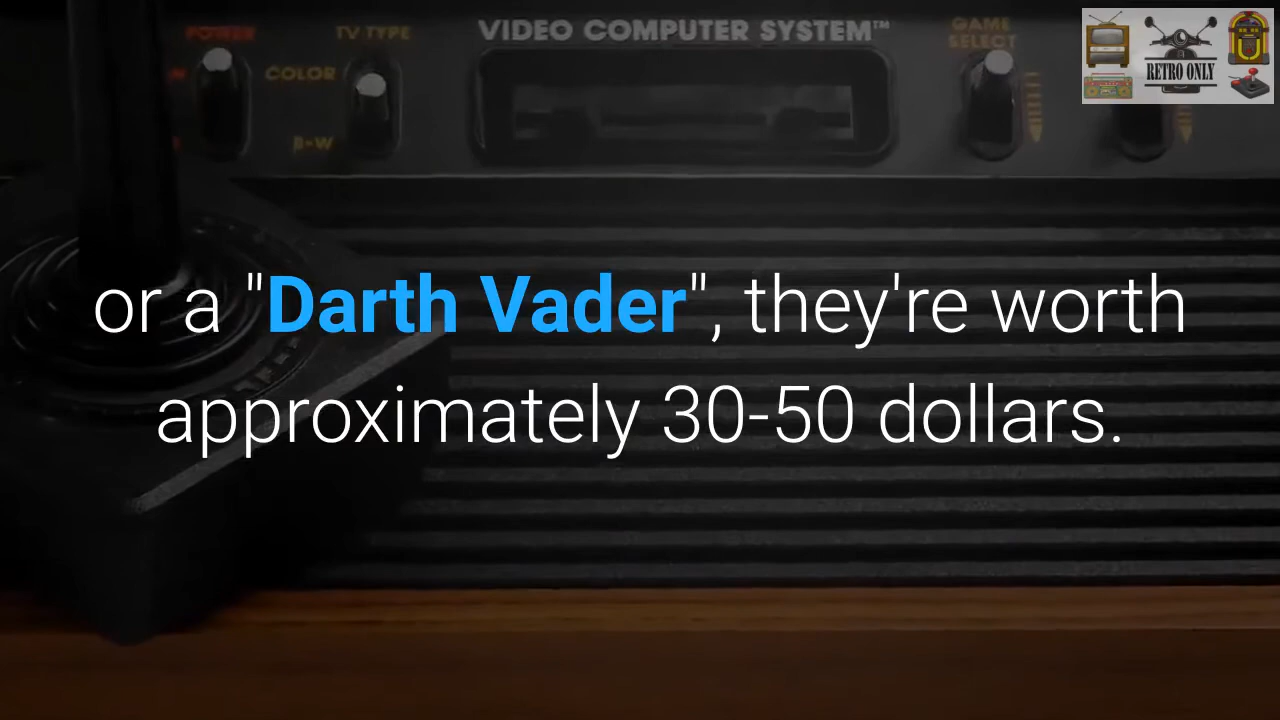 POWER
TV TYPE
VIDEO COMPUTER SYSTEM™
GAME
SELECT
COLOR
B-W
RETRO ONLY
or a "Darth Vader", they're worth
approximately 30-50 dollars.